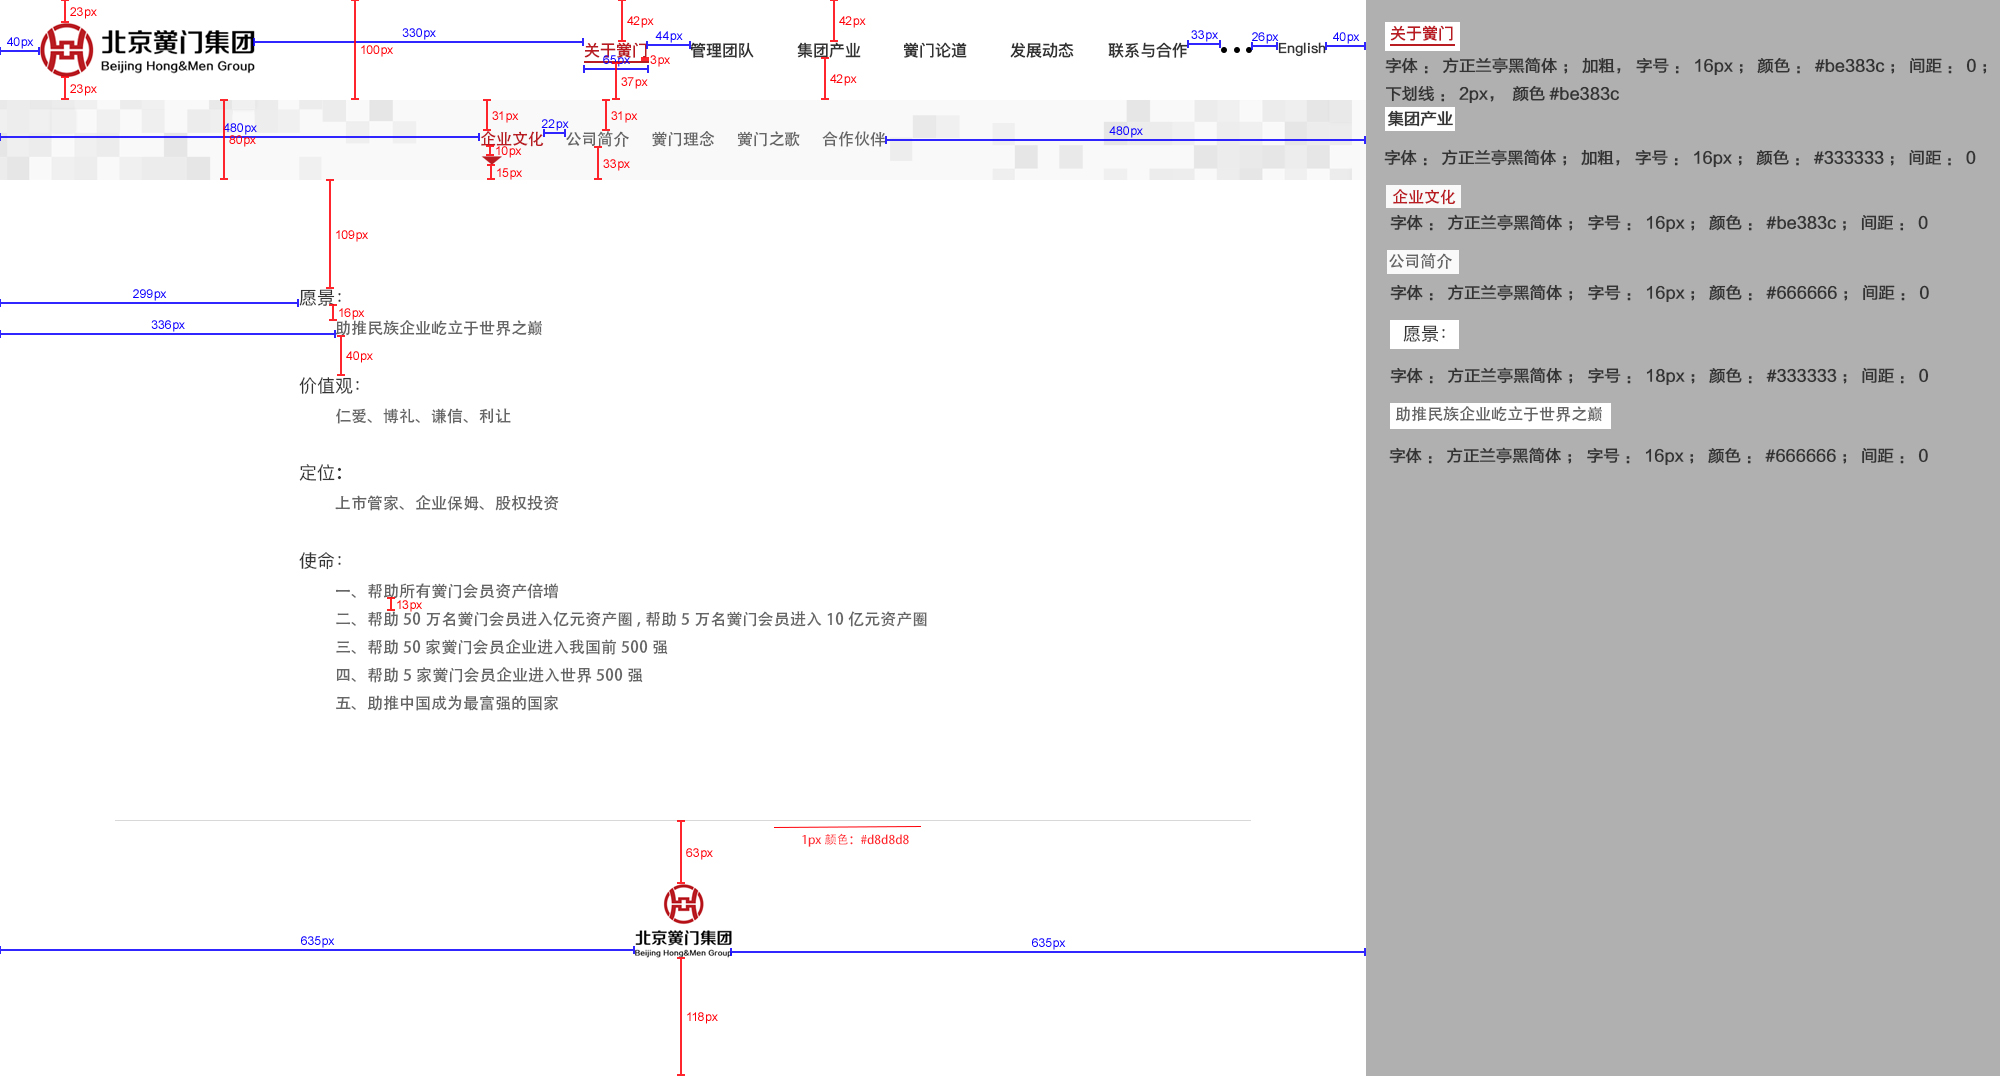 23px
40px
北京黉门集团
Beijing Hong&Men Group
23px
330px
100px
42px
关于黉门
65px
3px
37px
44px
管理团队
42px
集团产业
42px
黉门论道
发展动态
联系与合作
33px
26px
English
40px
480px
80px
31px
企业文化
10px
15px
22px
31px
公司简介
33px
黉门理念
黉门之歌
合作伙伴
480px
109px
299px
愿景：
16px
336px
助推民族企业屹立于世界之巅
40px
价值观：
仁爱、博礼、谦信、利让
定位：
上市管家、企业保姆、股权投资
使命：
一、帮助所有黉门会员资产倍增
13px
二、帮助 50 万名黉门会员进入亿元资产圈 , 帮助 5 万名黉门会员进入 10 亿元资产圈
三、帮助 50 家黉门会员企业进入我国前 500 强
四、帮助 5 家黉门会员企业进入世界 500 强
五、助推中国成为最富强的国家
1px 颜色：#d8d8d8
63px
北京黉门集团
Beijing Hong&Men Group
635px
635px
118px
关于黉门
字体： 方正兰亭黑简体； 加粗， 字号： 16px； 颜色： #be383c； 间距： 0；
下划线： 2px， 颜色 #be383c
集团产业
字体： 方正兰亭黑简体； 加粗， 字号： 16px； 颜色： #333333； 间距： 0
企业文化
字体： 方正兰亭黑简体； 字号： 16px； 颜色： #be383c； 间距： 0
公司简介
字体： 方正兰亭黑简体； 字号： 16px； 颜色： #666666； 间距： 0
愿景：
字体： 方正兰亭黑简体； 字号： 18px； 颜色： #333333； 间距： 0
助推民族企业屹立于世界之巅
字体： 方正兰亭黑简体； 字号： 16px； 颜色： #666666； 间距： 0